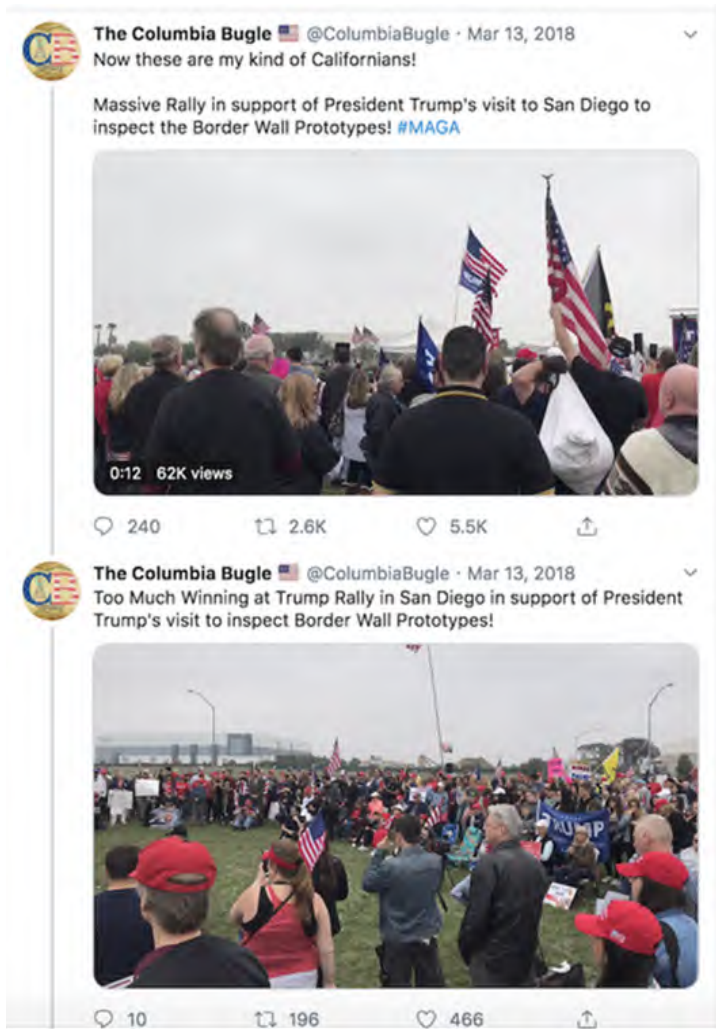 The Columbia Bugle 🇺🇸 @ColumbiaBugle · Mar 13, 2018
Now these are my kind of Californians!
Massive Rally in support of President Trump's visit to San Diego to
inspect the Border Wall Prototypes! #MAGA
0:12 62K views
240 2.6K 5.5K
The Columbia Bugle 🇺🇸 @ColumbiaBugle · Mar 13, 2018
Too Much Winning at Trump Rally in San Diego in support of President
Trump's visit to inspect Border Wall Prototypes!
TRUMP
10 196 466